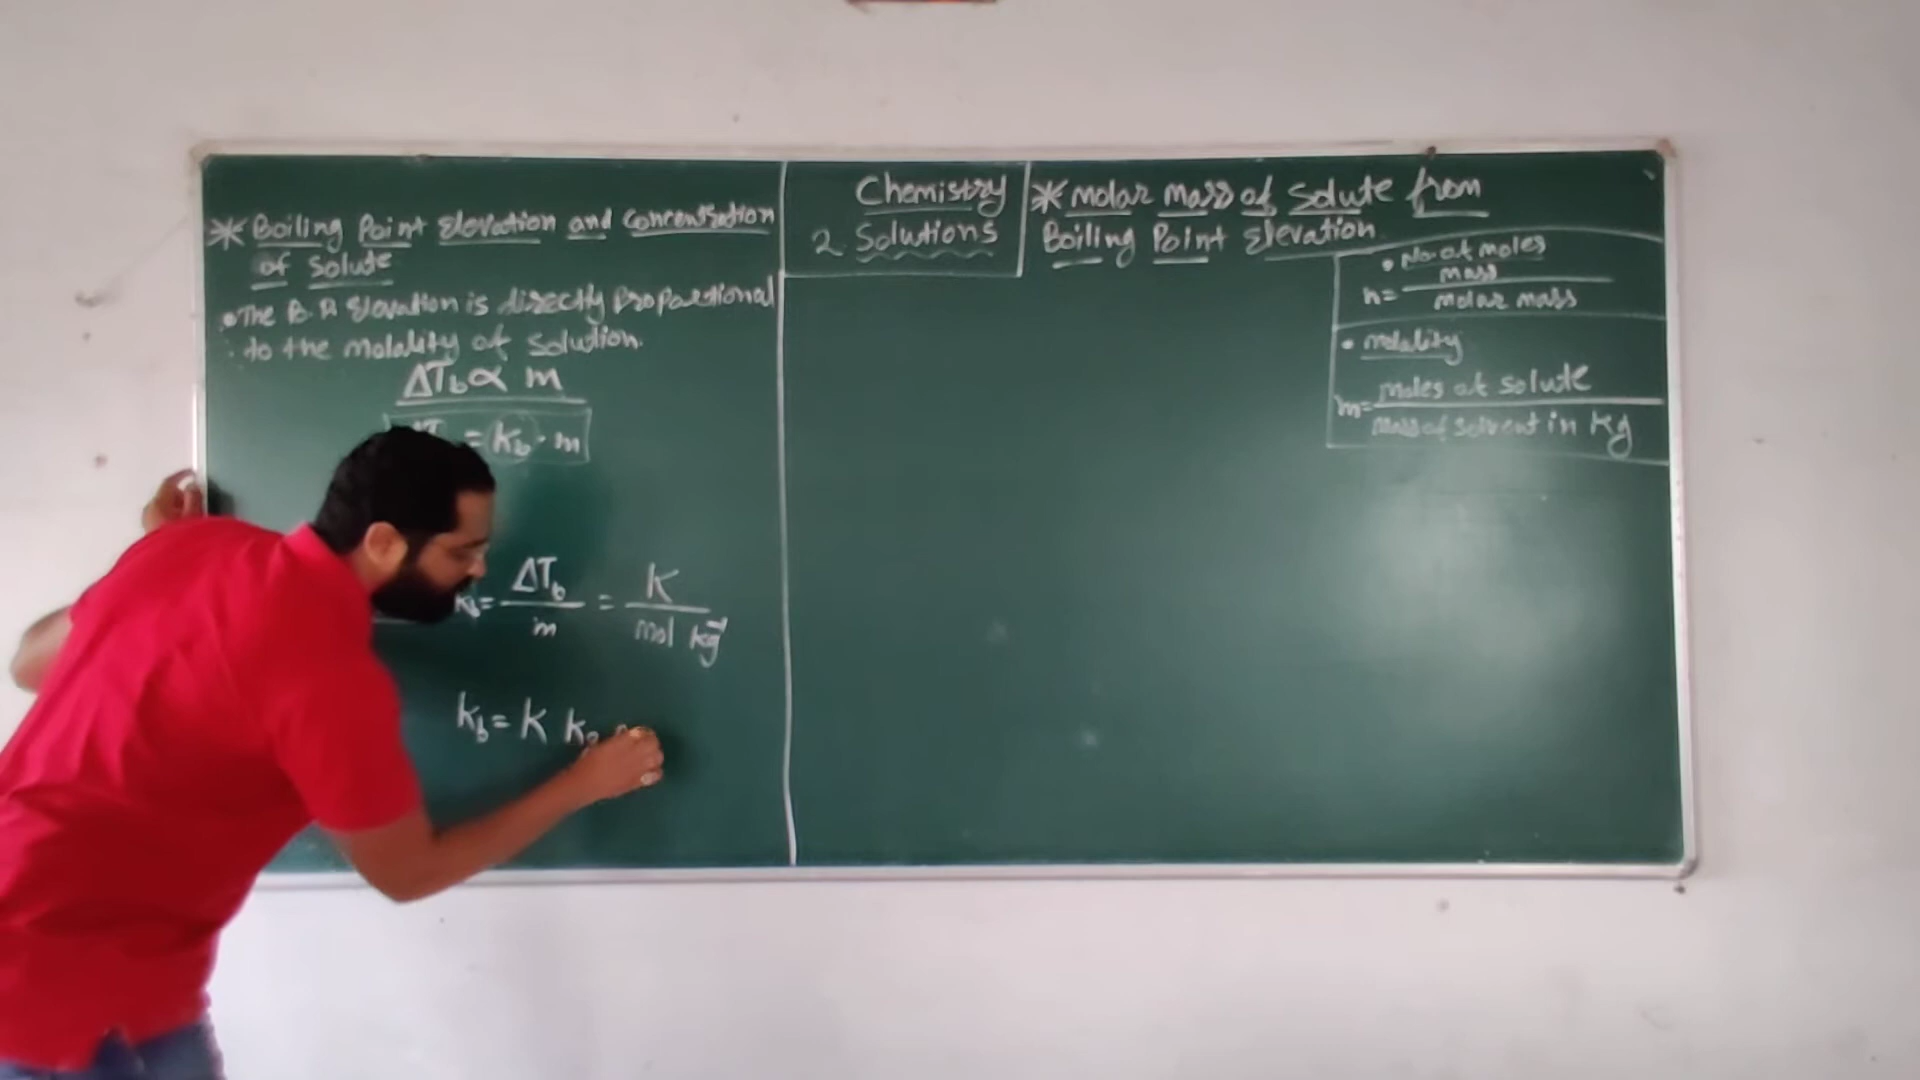 * Boiling Point Elevation and Concentration
of Solute
• The B.P Elevation is directly Proportional
to the Molality of Solution.
ΔTb ∝ m
= Kb · m
Kb = ΔTb / m = K / mol kg⁻¹
Kb = K
Chemistry
2. Solutions
* Molar Mass of Solute from
Boiling Point Elevation
• No. of moles
n = mass / molar mass
• molality
m = moles of solute / Mass of Solvent in Kg